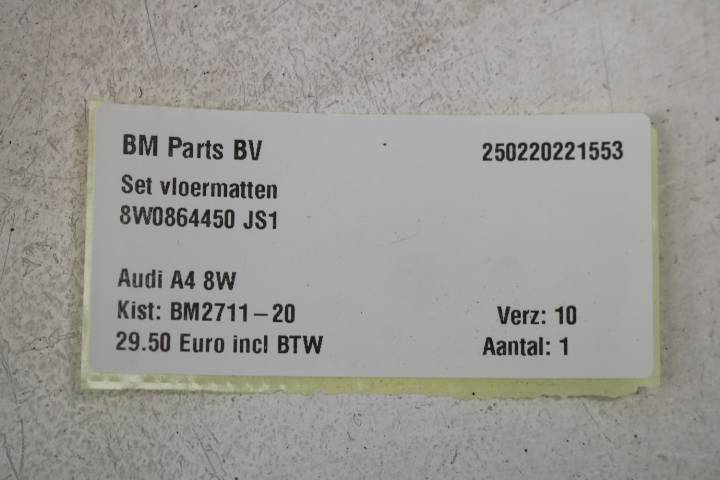 BM Parts BV 250220221553
Set vloermatten
8W0864450 JS1
Audi A4 8W
Kist: BM2711-20 Verz: 10
29.50 Euro incl BTW Aantal: 1